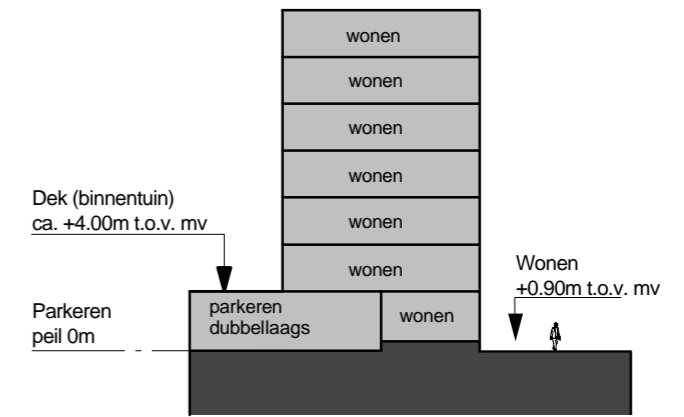 wonen
wonen
wonen
wonen
wonen
wonen
Dek (binnentuin)
ca. +4.00m t.o.v. mv
Wonen
+0.90m t.o.v. mv
Parkeren
peil 0m
parkeren
dubbellaags
wonen